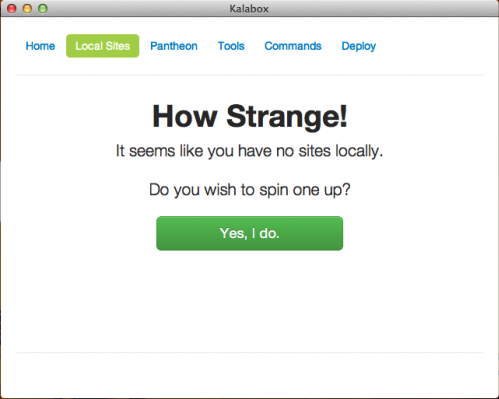 Kalabox
Home Local Sites Pantheon Tools Commands Deploy
How Strange!
It seems like you have no sites locally.
Do you wish to spin one up?
Yes, I do.